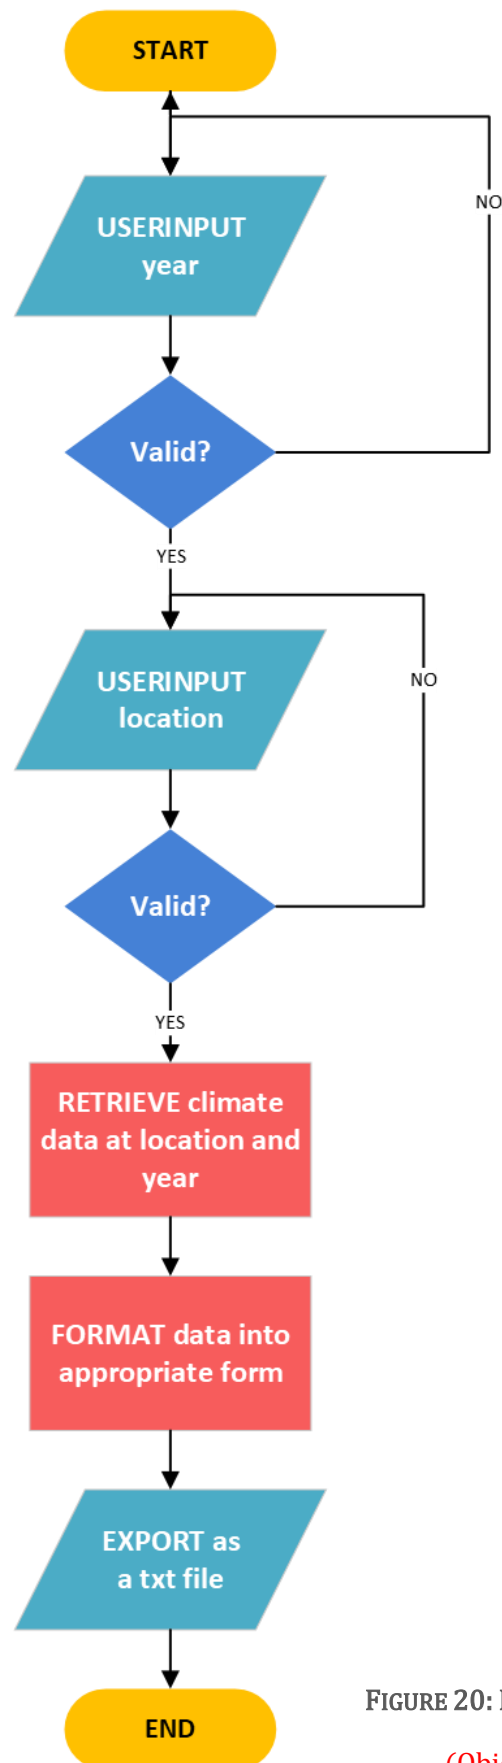 START
NO
USERINPUT
year
Valid?
YES
USERINPUT
location
NO
Valid?
YES
RETRIEVE climate
data at location and
year
FORMAT data into
appropriate form
EXPORT as
a txt file
FIGURE 20:
END